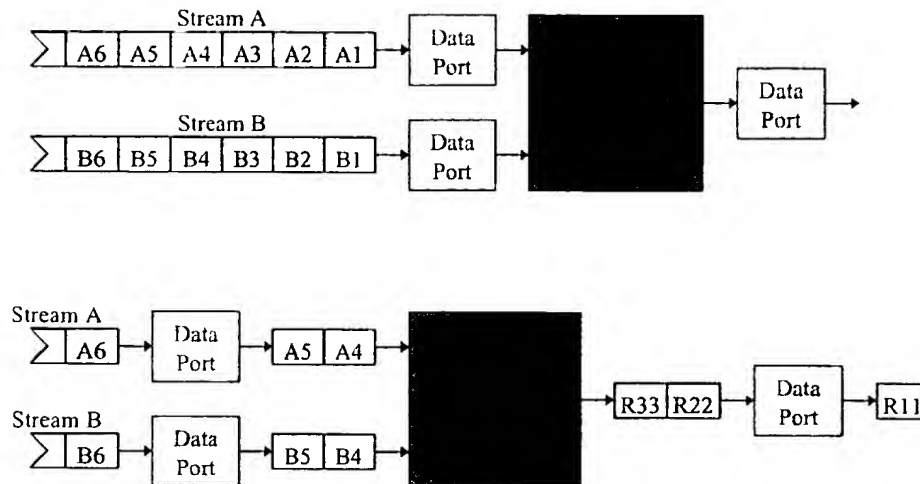 Stream A
A6 A5 A4 A3 A2 A1
Data
Port
Stream B
B6 B5 B4 B3 B2 B1
Data
Port
Data
Port
Stream A
A6
Data
Port
A5 A4
Stream B
B6
Data
Port
B5 B4
R33 R22
Data
Port
R11